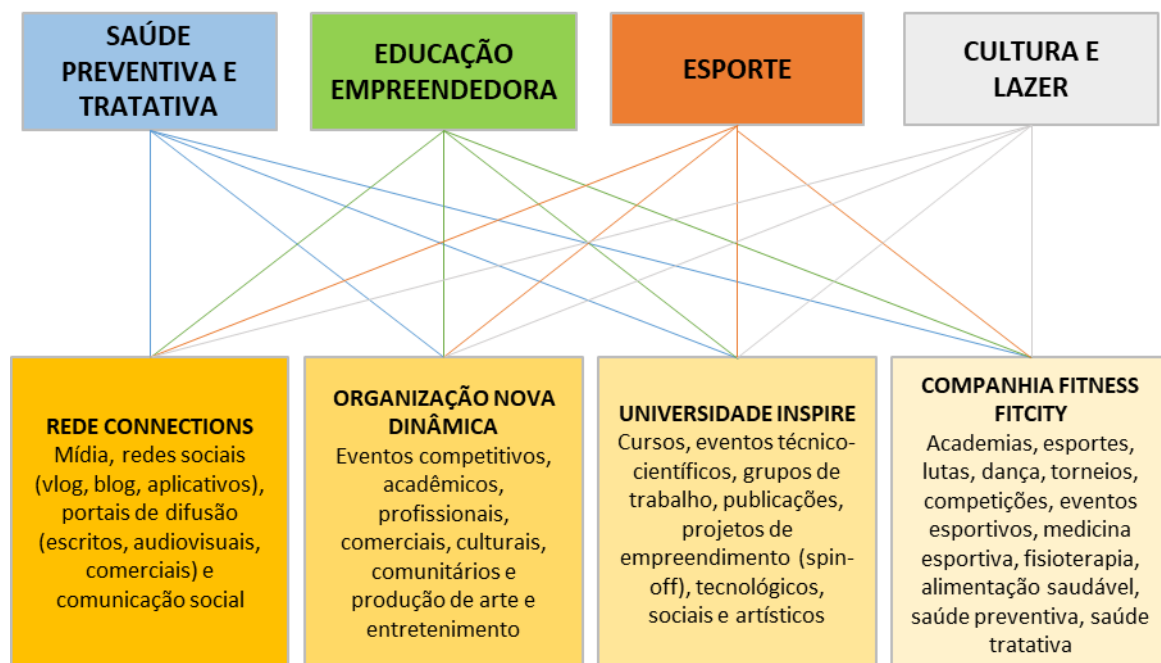 SAÚDE
PREVENTIVA E
TRATATIVA
EDUCAÇÃO
EMPREENDEDORA
ESPORTE
CULTURA E
LAZER
REDE CONNECTIONS
Mídia, redes sociais
(vlog, blog, aplicativos),
portais de difusão
(escritos, audiovisuais,
comerciais) e
comunicação social
ORGANIZAÇÃO NOVA
DINÂMICA
Eventos competitivos,
acadêmicos,
profissionais,
comerciais, culturais,
comunitários e
produção de arte e
entretenimento
UNIVERSIDADE INSPIRE
Cursos, eventos técnico-
científicos, grupos de
trabalho, publicações,
projetos de
empreendimento (spin-
off), tecnológicos,
sociais e artísticos
COMPANHIA FITNESS
FITCITY
Academias, esportes,
lutas, dança, torneios,
competições, eventos
esportivos, medicina
esportiva, fisioterapia,
alimentação saudável,
saúde preventiva, saúde
tratativa